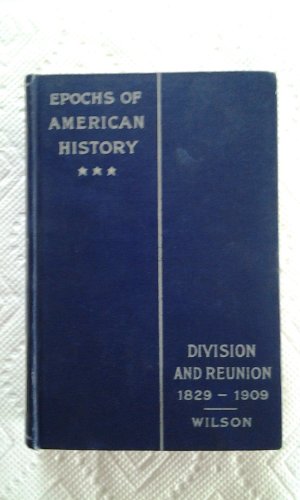 EPOCHS OF
AMERICAN
HISTORY
DIVISION
AND REUNION
1829 – 1909
WILSON